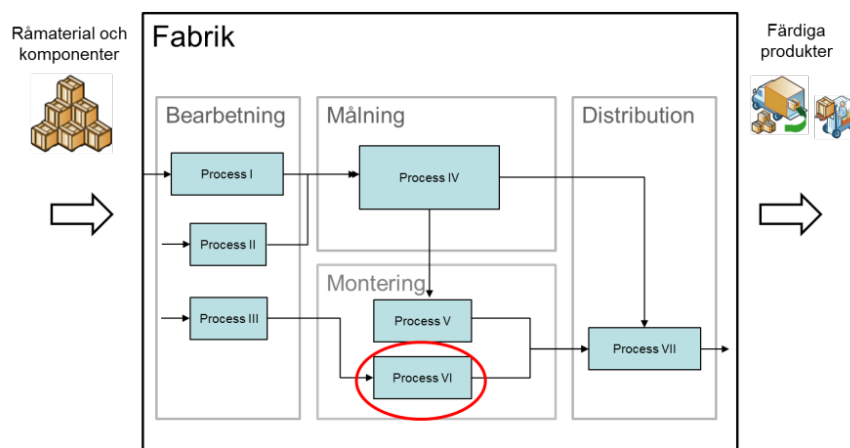 Råmaterial och
komponenter
Fabrik
Färdiga
produkter
Bearbetning
Målning
Distribution
Process I
Process IV
Process II
Montering
Process III
Process V
Process VII
Process VI